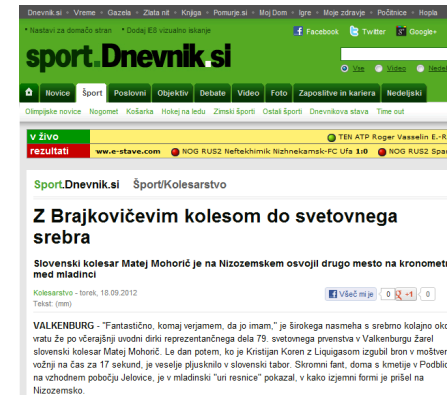 Dnevnik.si • Vreme • Gazela • Zlata nit • Knjiga • Pomurje.si • Moj Dom • Igre • Moje zdravje • Počitnice • Hopla
• Nastavi za domačo stran • Dodaj ES vizualno iskanje
Facebook Twitter Google+
sport.Dnevnik.si
Vse Video Nedel
Novice Šport Poslovni Objektiv Debate Video Foto Zaposlitve in kariera Nedeljski
Olimpijske novice Nogomet Košarka Hokej na ledu Zimski športi Ostali športi Dnevnikova stava Time out
v živo TEN ATP Roger Vasselin E.-R
rezultati www.e-stave.com NOG RUS2 Neftekhimik Nizhnekamsk-FC Ufa 1:0 NOG RUS2 Spa
Sport.Dnevnik.si Šport/Kolesarstvo
Z Brajkovičevim kolesom do svetovnega
srebra
Slovenski kolesar Matej Mohorič je na Nizozemskem osvojil drugo mesto na kronomet
med mladinci
Kolesarstvo - torek, 18.09.2012
Tekst: (mm)
Všeč mi je 0 +1 0
VALKENBURG - "Fantastično, komaj verjamem, da jo imam," je širokega nasmeha s srebrno kolajno oko
vratu že po včerajšnji uvodni dirki reprezentančnega dela 79. svetovnega prvenstva v Valkenburgu žarel
slovenski kolesar Matej Mohorič. Le dan potem, ko je Kristijan Koren z Liquigasom izgubil bron v moštven
vožnji na čas za 17 sekund, je veselje pljusknilo v slovenski tabor. Skromni fant, doma s kmetije v Podblic
na vzhodnem pobočju Jelovice, je v mladinski "uri resnice" pokazal, v kako izjemni formi je prišel na
Nizozemsko.